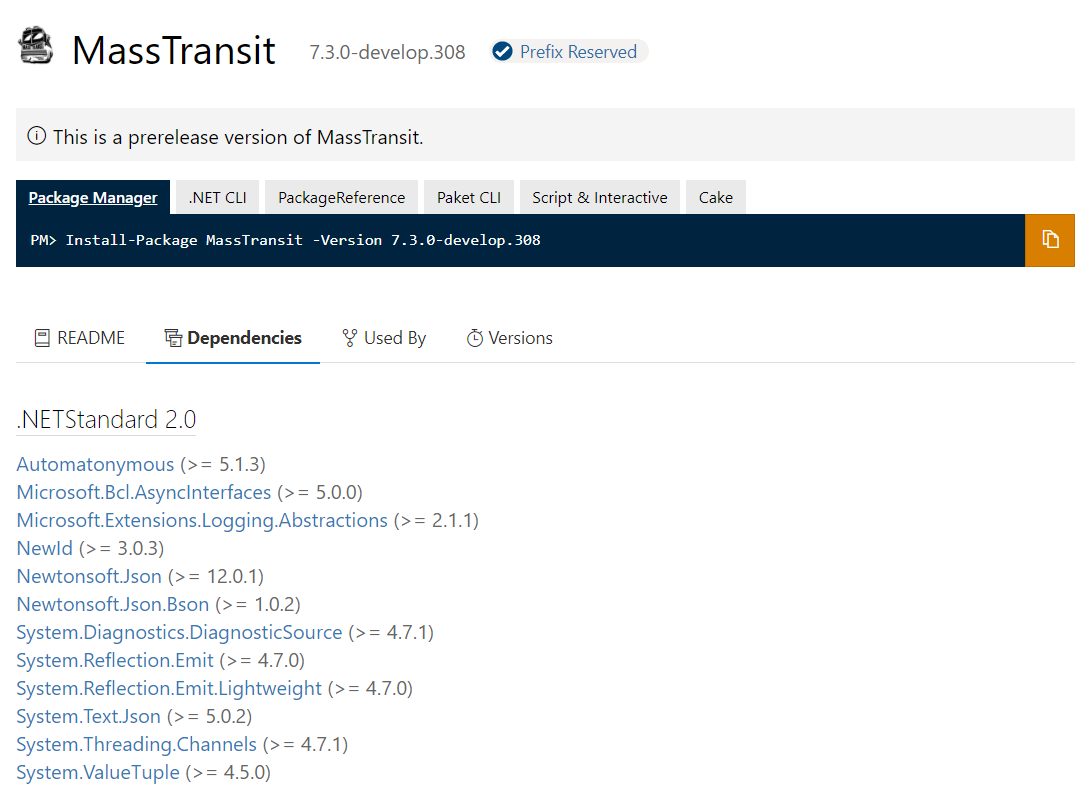 MassTransit 7.3.0-develop.308 Prefix Reserved
This is a prerelease version of MassTransit.
Package Manager .NET CLI PackageReference Paket CLI Script & Interactive Cake
PM> Install-Package MassTransit -Version 7.3.0-develop.308
README Dependencies Used By Versions
.NETStandard 2.0
Automatonymous (>= 5.1.3)
Microsoft.Bcl.AsyncInterfaces (>= 5.0.0)
Microsoft.Extensions.Logging.Abstractions (>= 2.1.1)
NewId (>= 3.0.3)
Newtonsoft.Json (>= 12.0.1)
Newtonsoft.Json.Bson (>= 1.0.2)
System.Diagnostics.DiagnosticSource (>= 4.7.1)
System.Reflection.Emit (>= 4.7.0)
System.Reflection.Emit.Lightweight (>= 4.7.0)
System.Text.Json (>= 5.0.2)
System.Threading.Channels (>= 4.7.1)
System.ValueTuple (>= 4.5.0)